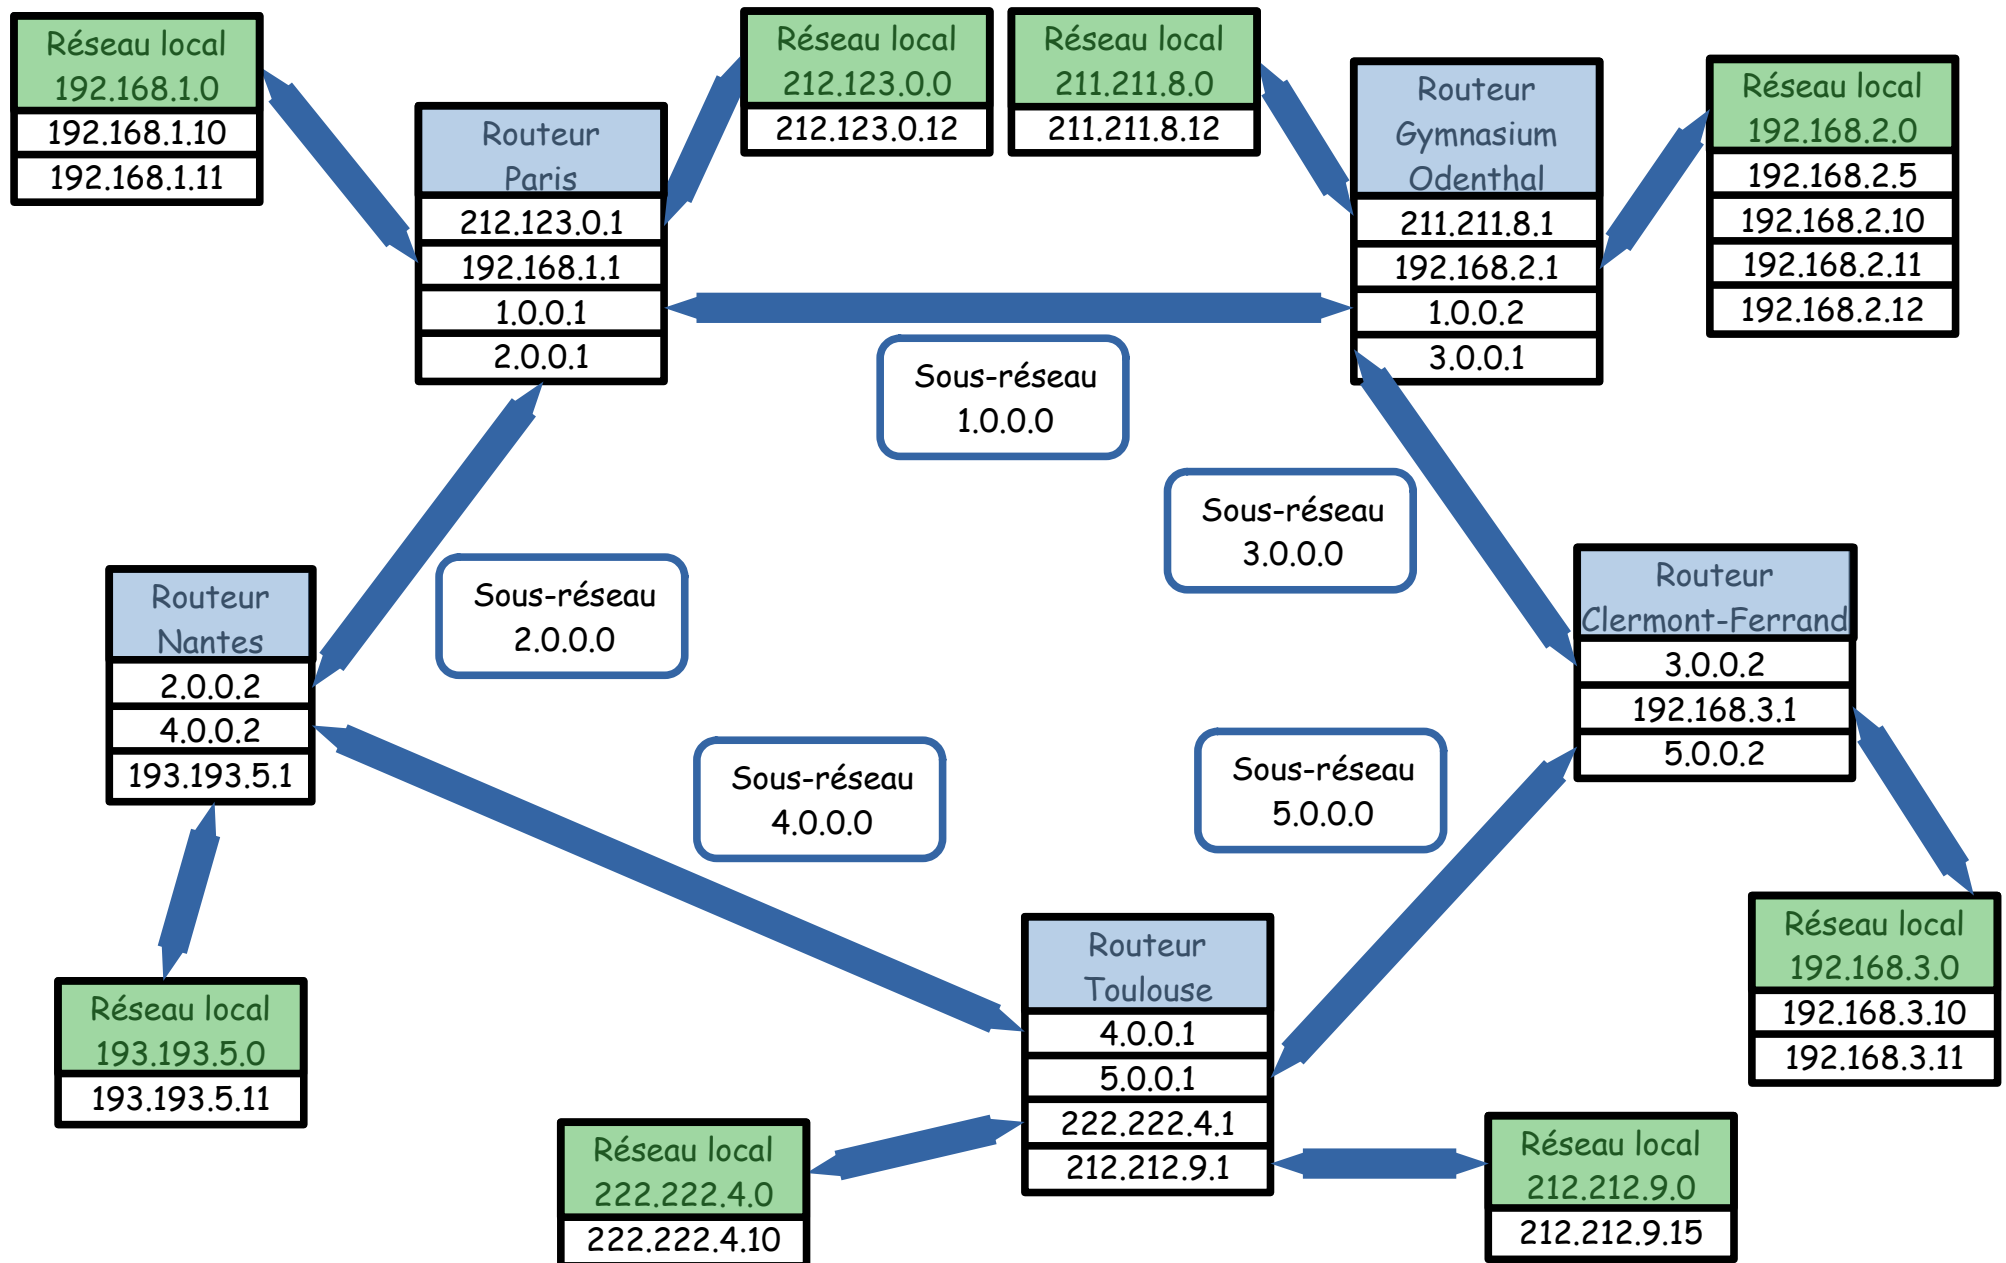 Réseau local
192.168.1.0
192.168.1.10
192.168.1.11
Routeur
Paris
212.123.0.1
192.168.1.1
1.0.0.1
2.0.0.1
Réseau local
212.123.0.0
212.123.0.12
Réseau local
211.211.8.0
211.211.8.12
Routeur
Gymnasium
Odenthal
211.211.8.1
192.168.2.1
1.0.0.2
3.0.0.1
Réseau local
192.168.2.0
192.168.2.5
192.168.2.10
192.168.2.11
192.168.2.12
Sous-réseau
1.0.0.0
Sous-réseau
3.0.0.0
Sous-réseau
2.0.0.0
Routeur
Nantes
2.0.0.2
4.0.0.2
193.193.5.1
Routeur
Clermont-Ferrand
3.0.0.2
192.168.3.1
5.0.0.2
Sous-réseau
4.0.0.0
Sous-réseau
5.0.0.0
Réseau local
193.193.5.0
193.193.5.11
Routeur
Toulouse
4.0.0.1
5.0.0.1
222.222.4.1
212.212.9.1
Réseau local
192.168.3.0
192.168.3.10
192.168.3.11
Réseau local
222.222.4.0
222.222.4.10
Réseau local
212.212.9.0
212.212.9.15